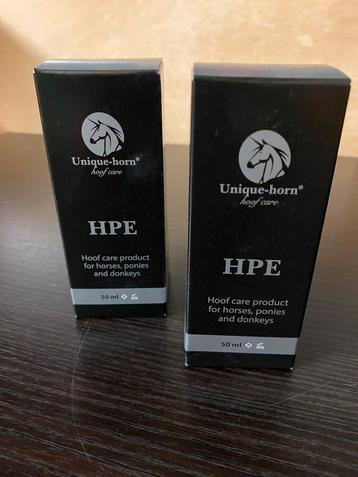 Unique-horn®
hoof care
HPE
Hoof care product
for horses, ponies
and donkeys
50 ml
Unique-horn®
hoof care
HPE
Hoof care product
for horses, ponies
and donkeys
50 ml